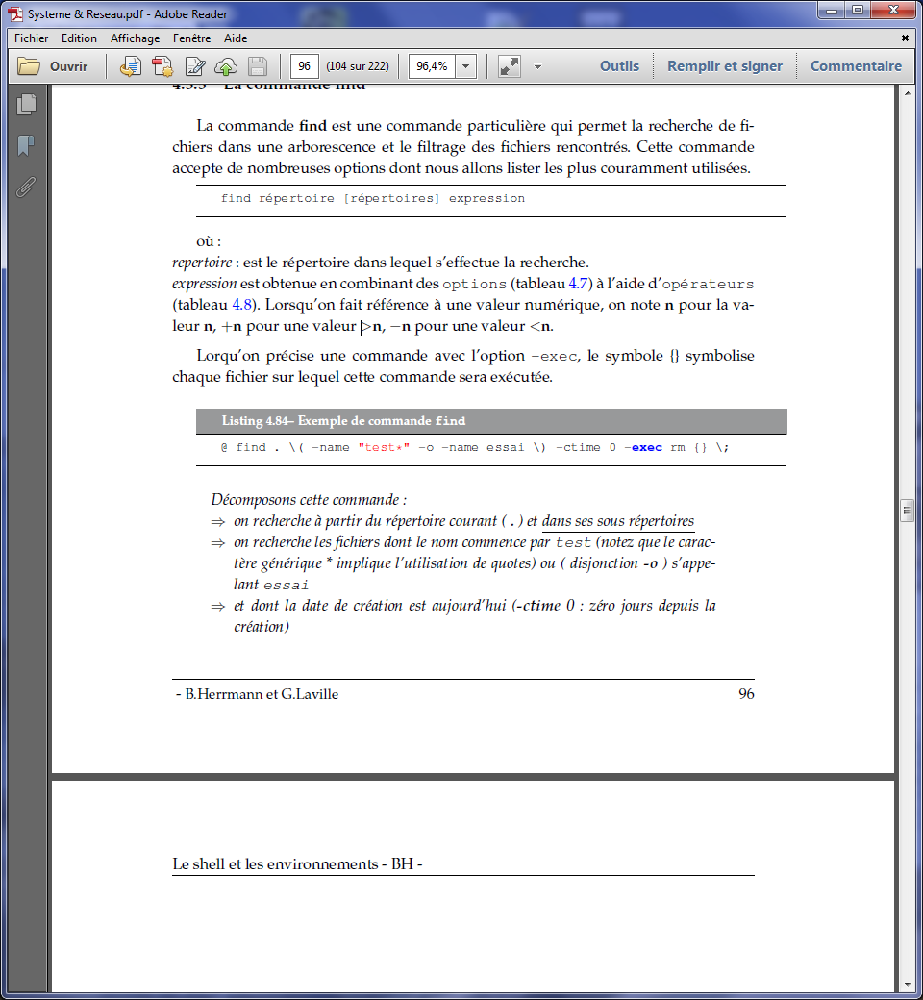 Systeme & Reseau.pdf - Adobe Reader
Fichier Edition Affichage Fenêtre Aide
Ouvrir 96 (104 sur 222) 96,4% Outils Remplir et signer Commentaire
4.5.5 La commande find
La commande find est une commande particulière qui permet la recherche de fi-
chiers dans une arborescence et le filtrage des fichiers rencontrés. Cette commande
accepte de nombreuses options dont nous allons lister les plus couramment utilisées.
find répertoire [répertoires] expression
où :
repertoire : est le répertoire dans lequel s'effectue la recherche.
expression est obtenue en combinant des options (tableau 4.7) à l'aide d'opérateurs
(tableau 4.8). Lorsqu'on fait référence à une valeur numérique, on note n pour la va-
leur n, +n pour une valeur >n, −n pour une valeur <n.
Lorqu'on précise une commande avec l'option -exec, le symbole {} symbolise
chaque fichier sur lequel cette commande sera exécutée.
Listing 4.84– Exemple de commande find
@ find . \( -name "test*" -o -name essai \) -ctime 0 -exec rm {} \;
Décomposons cette commande :
⇒ on recherche à partir du répertoire courant ( . ) et dans ses sous répertoires
⇒ on recherche les fichiers dont le nom commence par test (notez que le carac-
tère générique * implique l'utilisation de quotes) ou ( disjonction -o ) s'appe-
lant essai
⇒ et dont la date de création est aujourd'hui (-ctime 0 : zéro jours depuis la
création)
- B.Herrmann et G.Laville 96
Le shell et les environnements - BH -